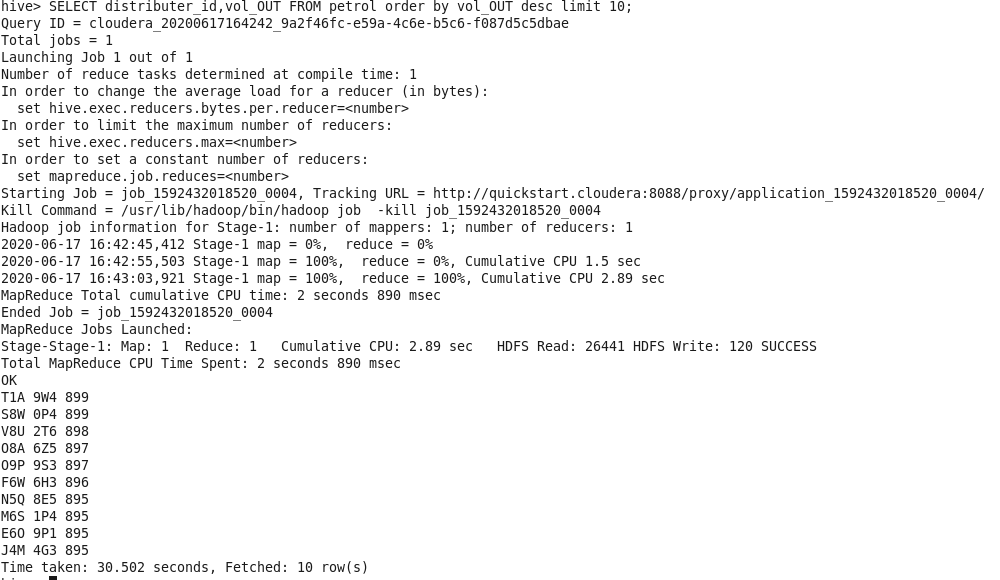 hive> SELECT distributer_id,vol_OUT FROM petrol order by vol_OUT desc limit 10;
Query ID = cloudera_20200617164242_9a2f46fc-e59a-4c6e-b5c6-f087d5c5dbae
Total jobs = 1
Launching Job 1 out of 1
Number of reduce tasks determined at compile time: 1
In order to change the average load for a reducer (in bytes):
  set hive.exec.reducers.bytes.per.reducer=<number>
In order to limit the maximum number of reducers:
  set hive.exec.reducers.max=<number>
In order to set a constant number of reducers:
  set mapreduce.job.reduces=<number>
Starting Job = job_1592432018520_0004, Tracking URL = http://quickstart.cloudera:8088/proxy/application_1592432018520_0004/
Kill Command = /usr/lib/hadoop/bin/hadoop job  -kill job_1592432018520_0004
Hadoop job information for Stage-1: number of mappers: 1; number of reducers: 1
2020-06-17 16:42:45,412 Stage-1 map = 0%,  reduce = 0%
2020-06-17 16:42:55,503 Stage-1 map = 100%,  reduce = 0%, Cumulative CPU 1.5 sec
2020-06-17 16:43:03,921 Stage-1 map = 100%,  reduce = 100%, Cumulative CPU 2.89 sec
MapReduce Total cumulative CPU time: 2 seconds 890 msec
Ended Job = job_1592432018520_0004
MapReduce Jobs Launched:
Stage-Stage-1: Map: 1  Reduce: 1   Cumulative CPU: 2.89 sec   HDFS Read: 26441 HDFS Write: 120 SUCCESS
Total MapReduce CPU Time Spent: 2 seconds 890 msec
OK
T1A 9W4 899
S8W 0P4 899
V8U 2T6 898
O8A 6Z5 897
O9P 9S3 897
F6W 6H3 896
N5Q 8E5 895
M6S 1P4 895
E6O 9P1 895
J4M 4G3 895
Time taken: 30.502 seconds, Fetched: 10 row(s)